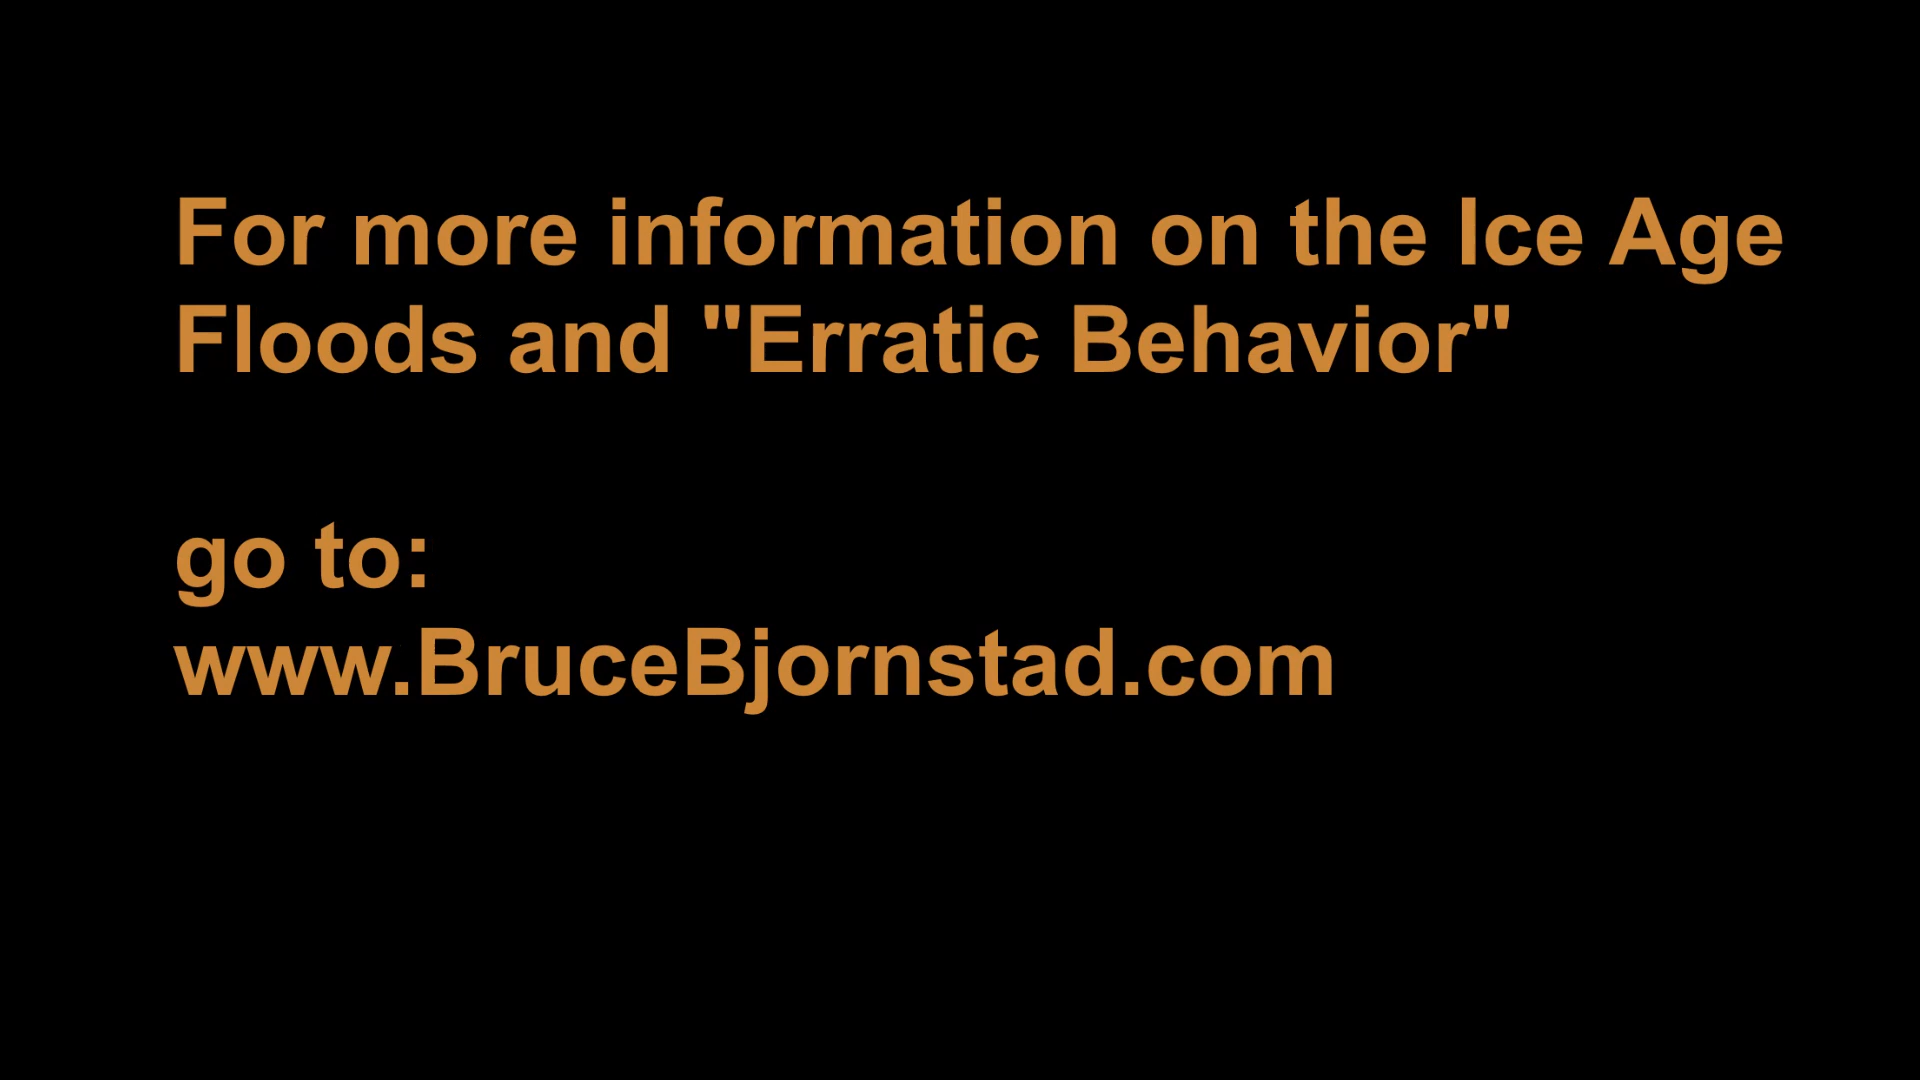 For more information on the Ice Age
Floods and "Erratic Behavior"
go to:
www.BruceBjornstad.com